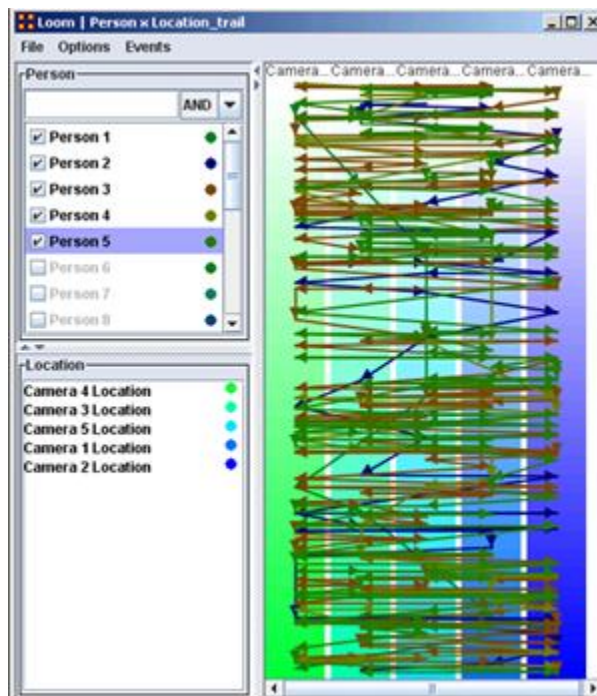 Loom | Person x Location_trail
File Options Events
Person
AND
Person 1
Person 2
Person 3
Person 4
Person 5
Person 6
Person 7
Person 8
Location
Camera 4 Location
Camera 3 Location
Camera 5 Location
Camera 1 Location
Camera 2 Location
Camera... Camera... Camera... Camera... Camera...